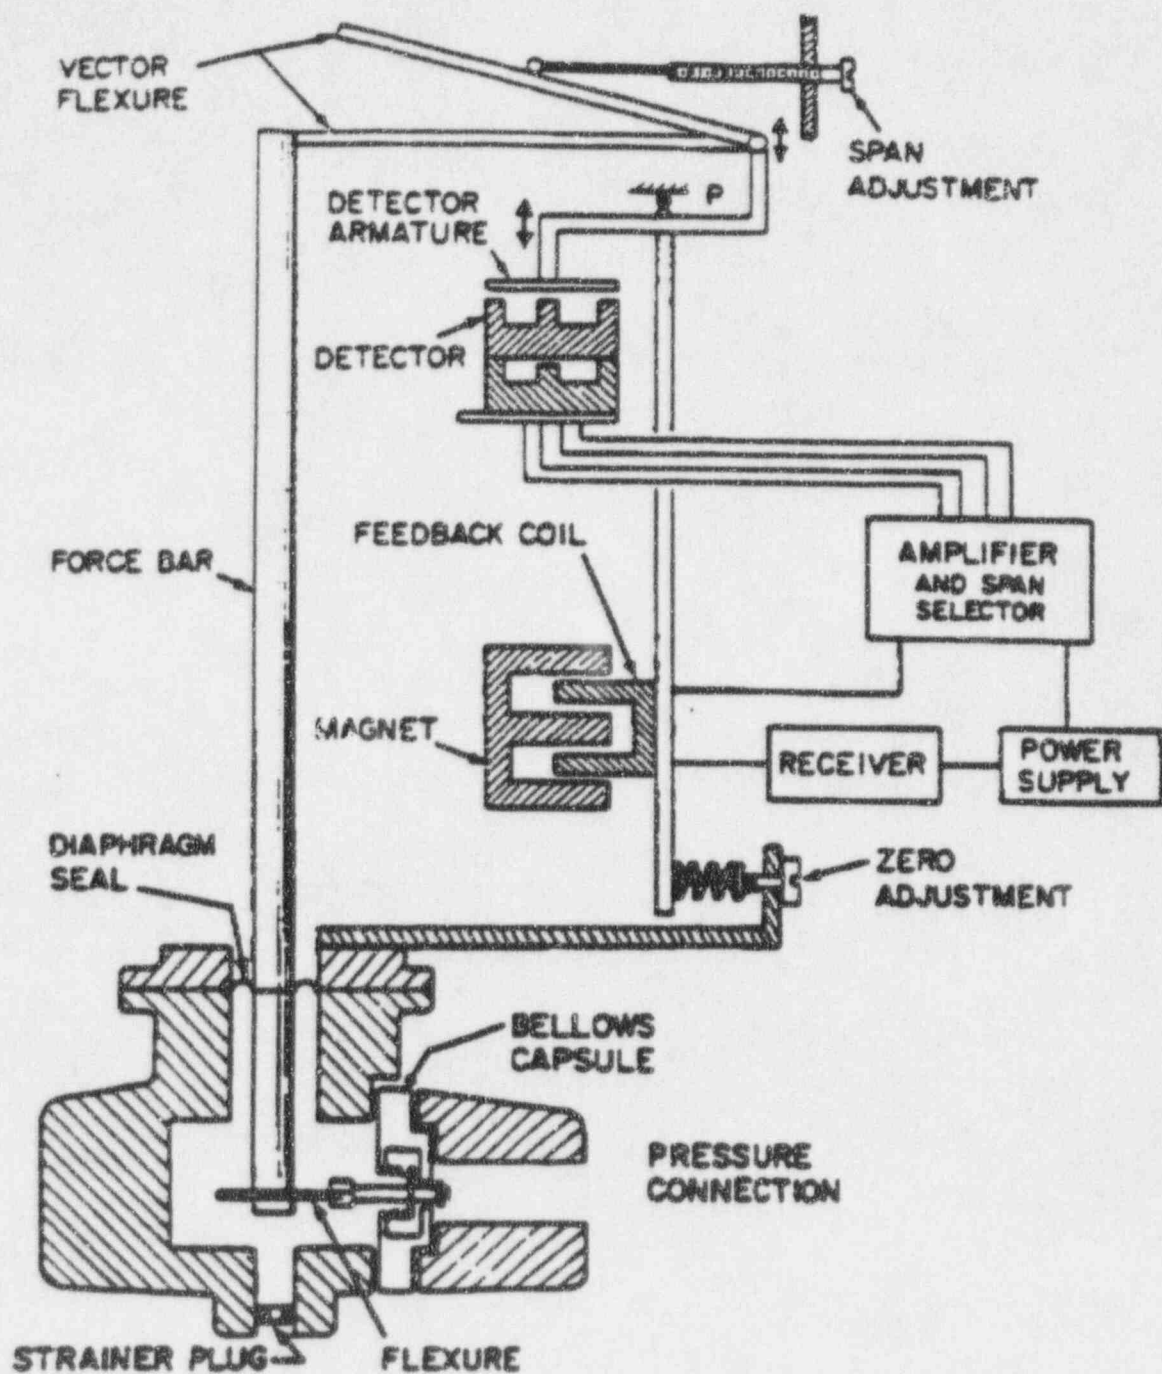 VECTOR
FLEXURE
SPAN
ADJUSTMENT
P
DETECTOR
ARMATURE
DETECTOR
FEEDBACK COIL
AMPLIFIER
AND SPAN
SELECTOR
FORCE BAR
MAGNET
RECEIVER
POWER
SUPPLY
DIAPHRAGM
SEAL
ZERO
ADJUSTMENT
BELLOWS
CAPSULE
PRESSURE
CONNECTION
STRAINER PLUG
FLEXURE